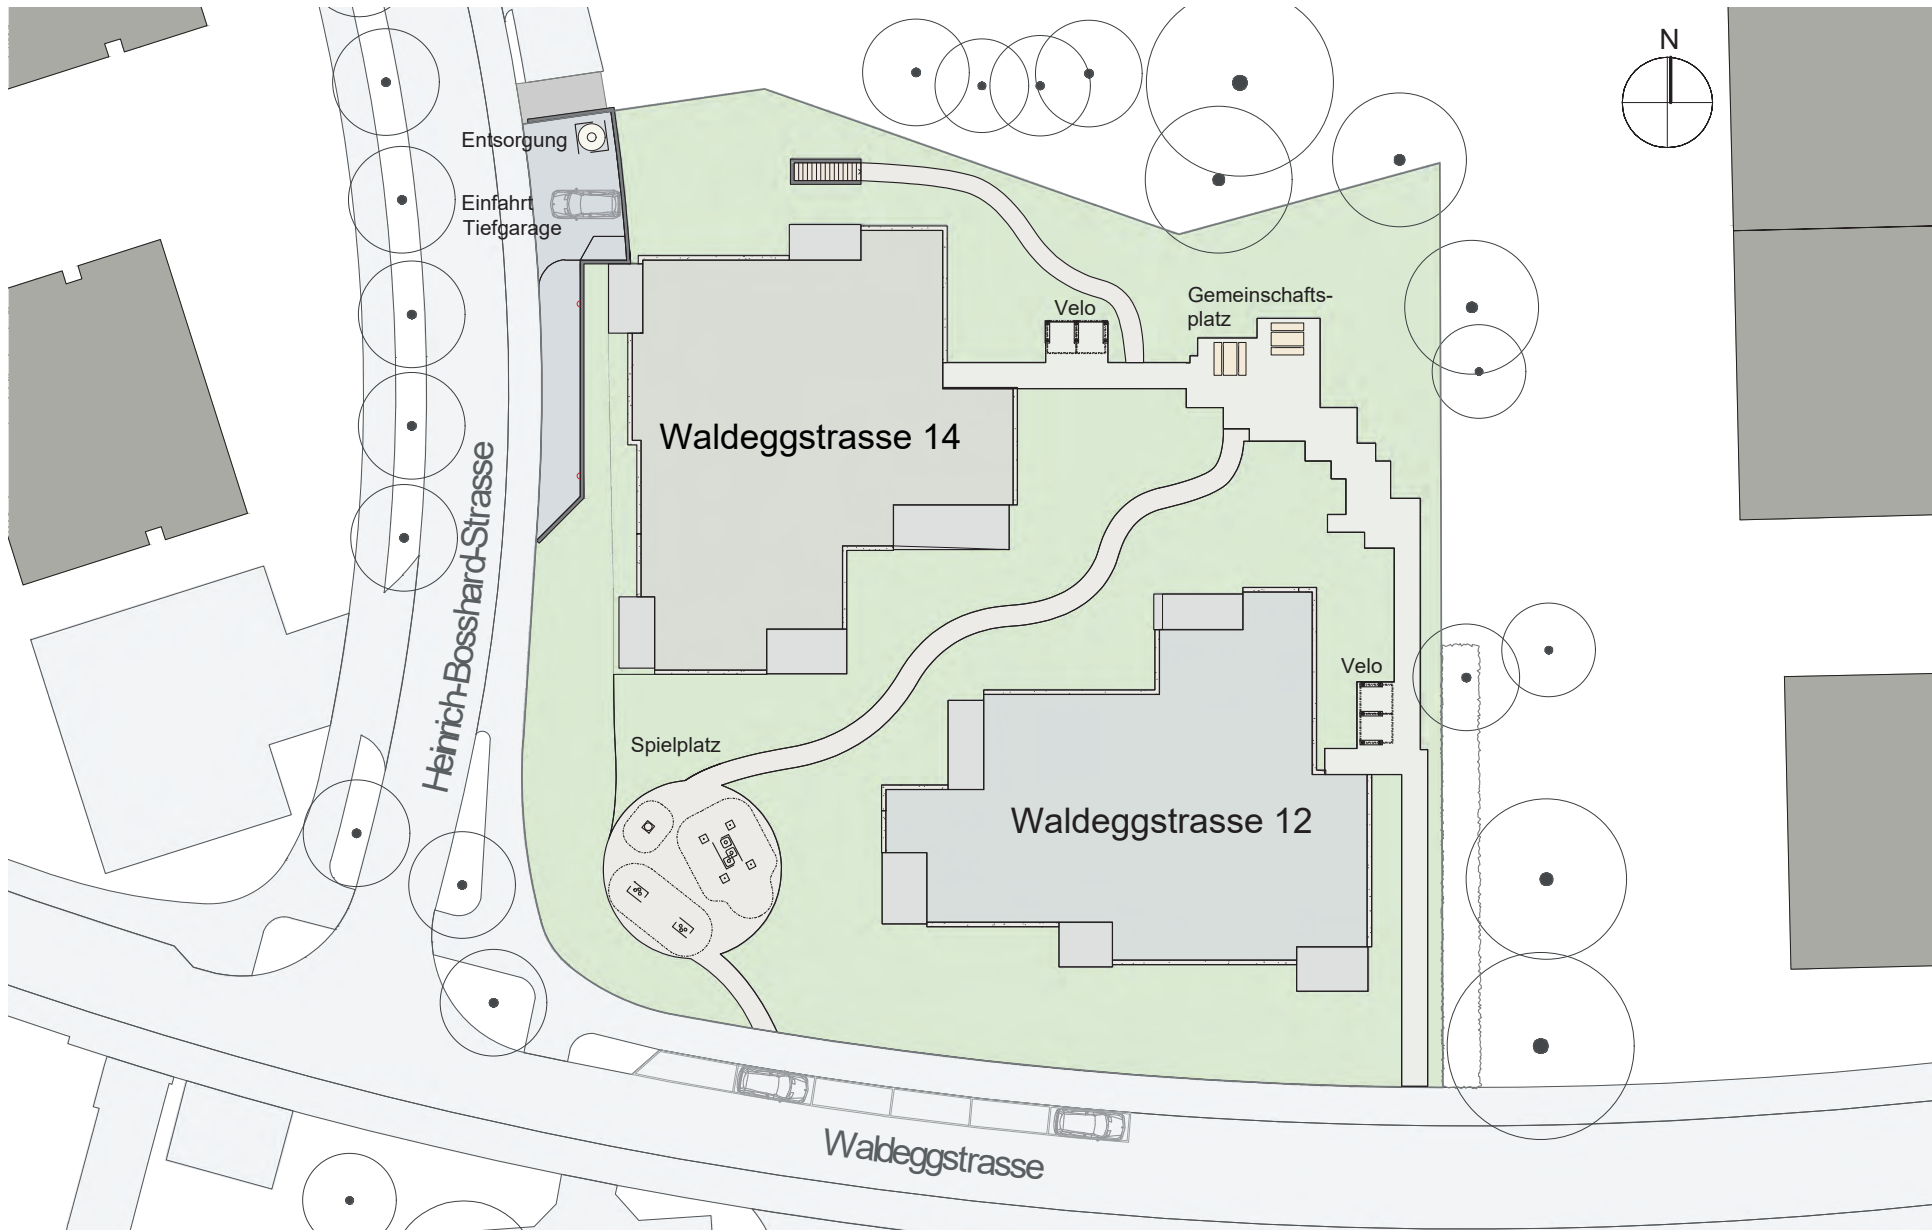 N
Entsorgung
Einfahrt
Tiefgarage
Velo
Gemeinschafts-
platz
Waldeggstrasse 14
Heinrich-Bosshard-Strasse
Velo
Spielplatz
Waldeggstrasse 12
Waldeggstrasse